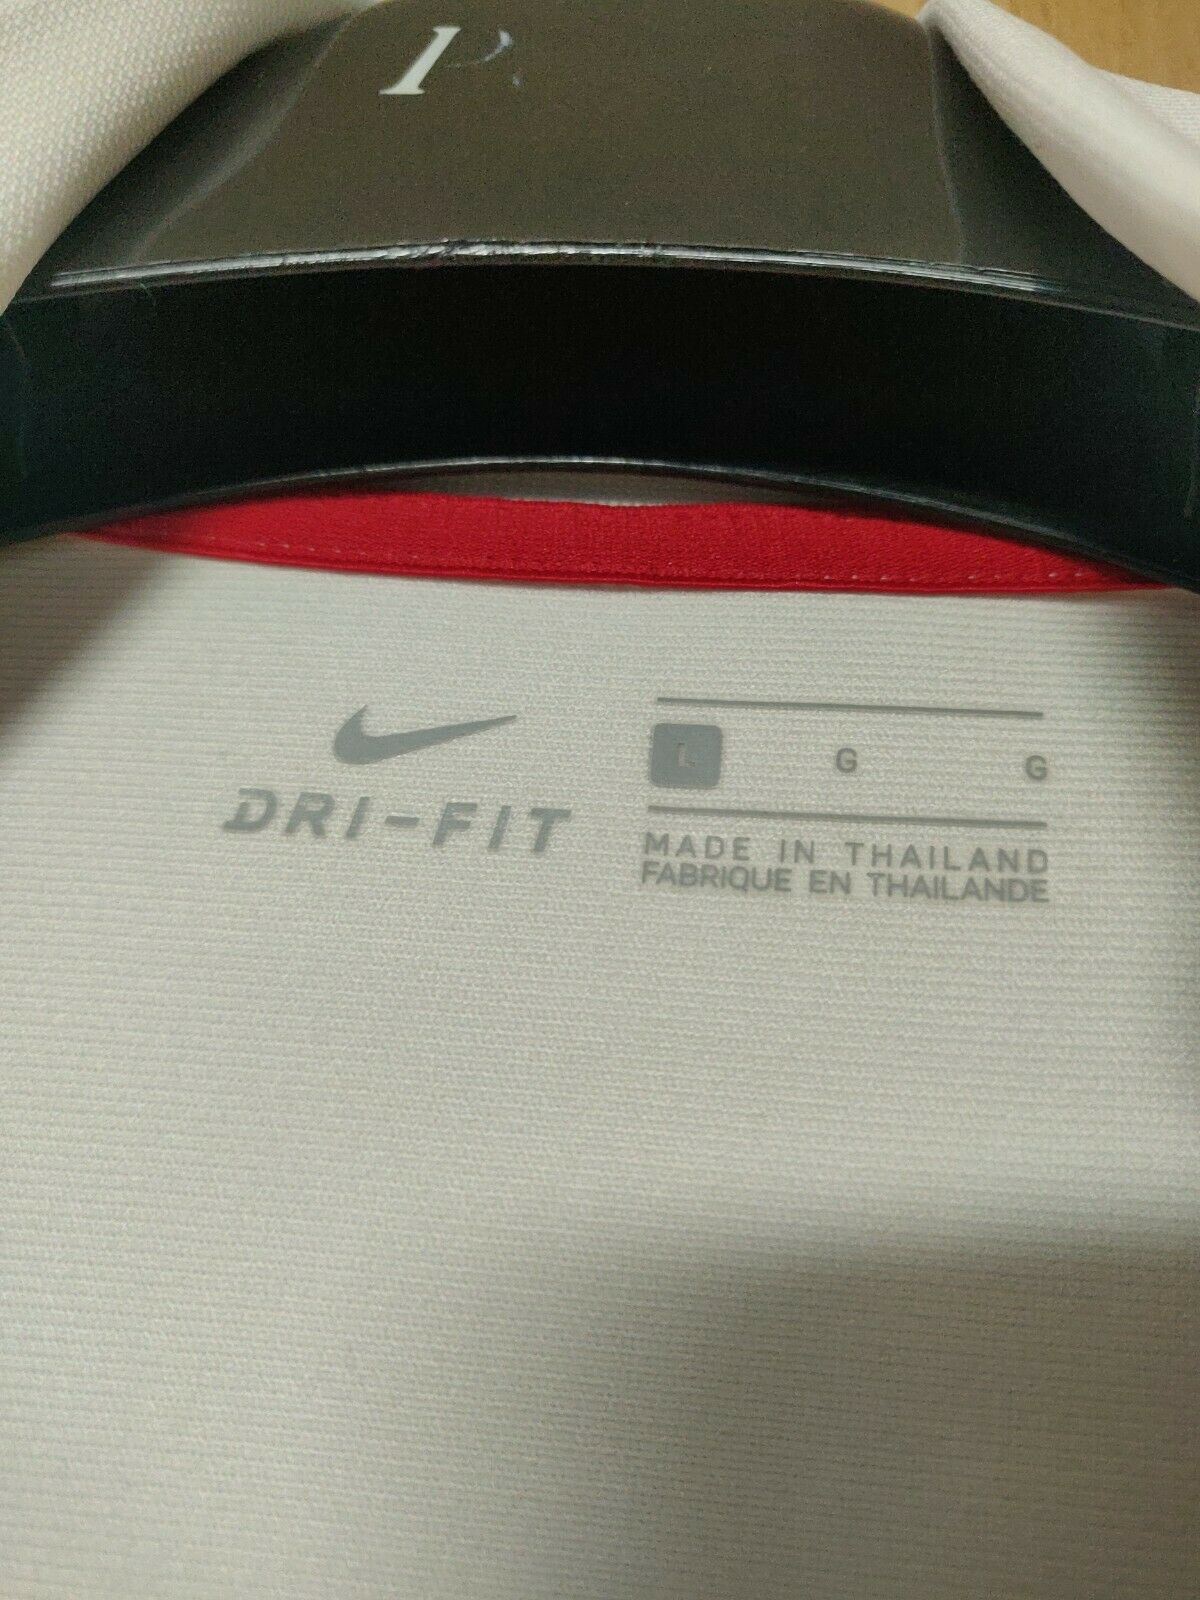 DRI-FIT
L G G
MADE IN THAILAND
FABRIQUE EN THAILANDE